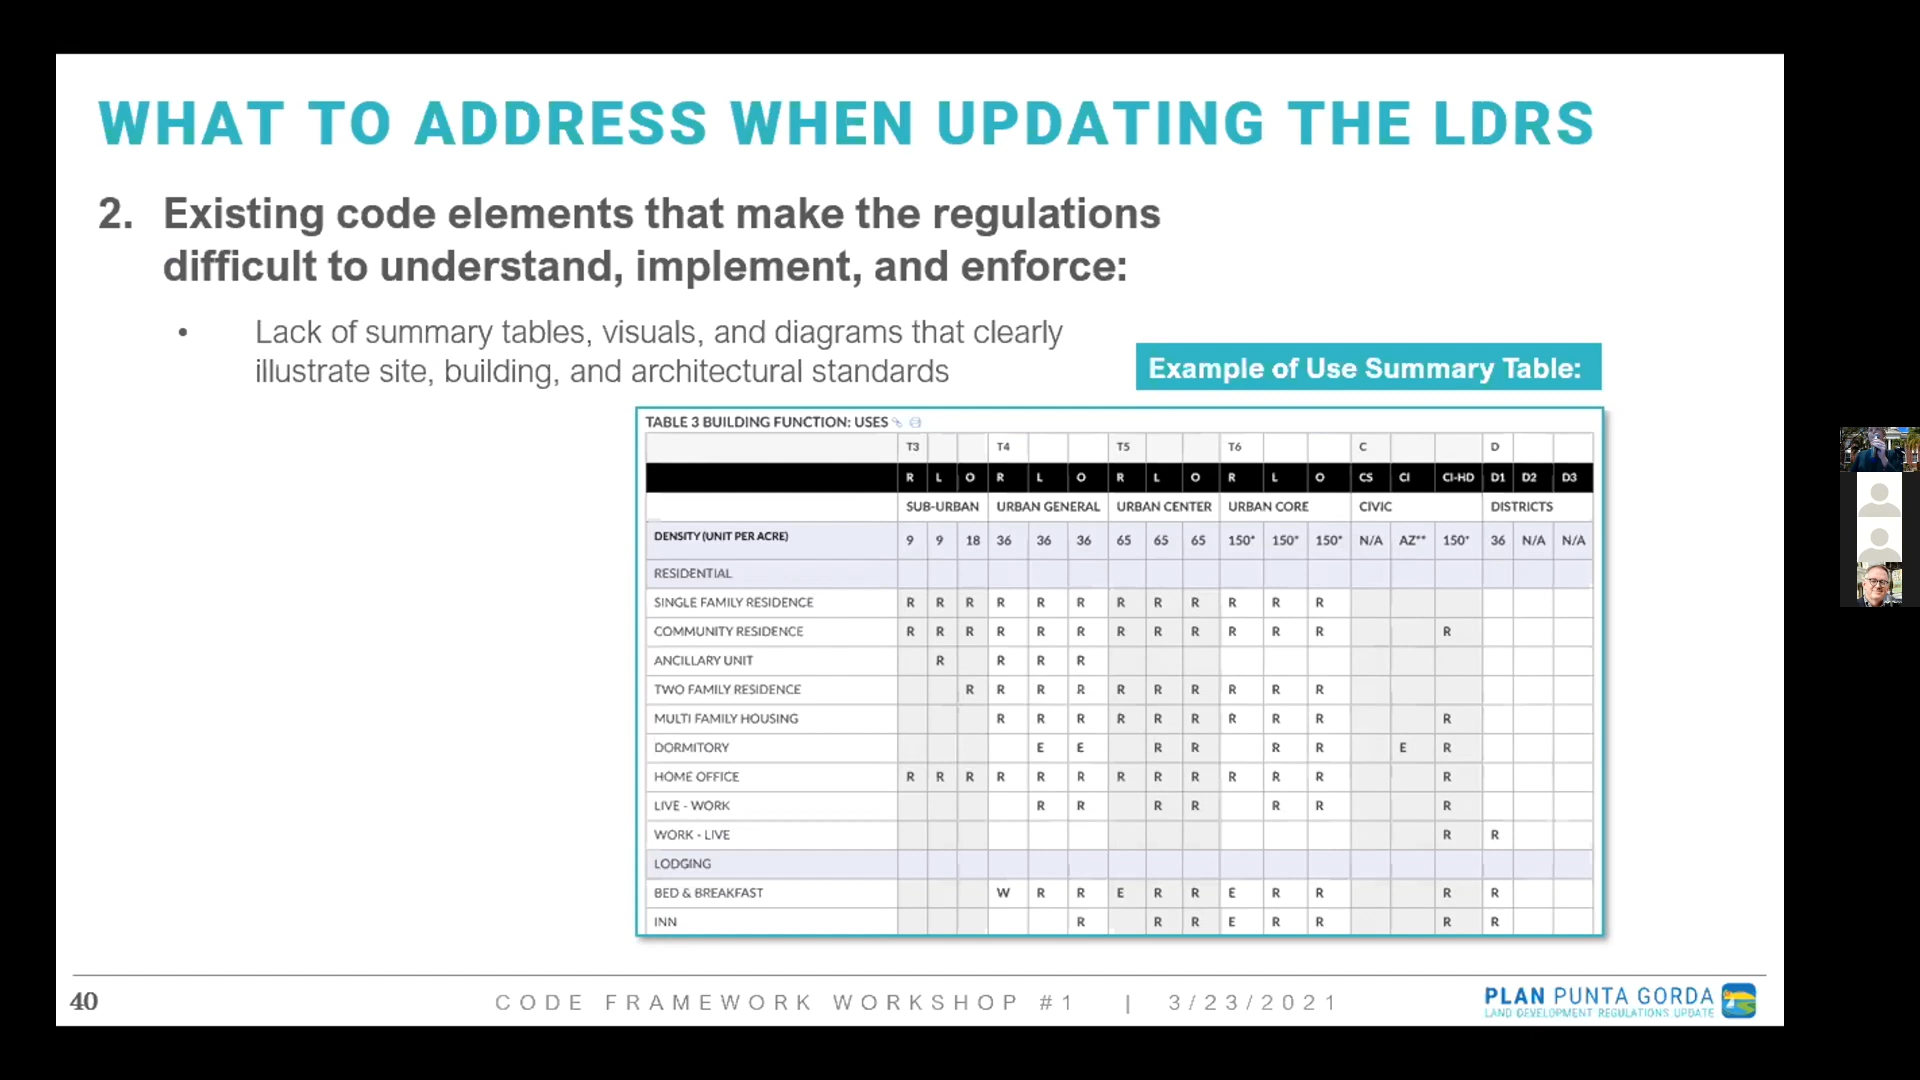 WHAT TO ADDRESS WHEN UPDATING THE LDRS
2. Existing code elements that make the regulations
difficult to understand, implement, and enforce:
• Lack of summary tables, visuals, and diagrams that clearly
illustrate site, building, and architectural standards
Example of Use Summary Table:
TABLE 3 BUILDING FUNCTION: USES
T3 T4 T5 T6 C D
R L O R L O R L O R L O CS CI CI-HD D1 D2 D3
SUB-URBAN URBAN GENERAL URBAN CENTER URBAN CORE CIVIC DISTRICTS
DENSITY (UNIT PER ACRE) 9 9 18 36 36 36 65 65 65 150* 150* 150* N/A AZ** 150* 36 N/A N/A
RESIDENTIAL
SINGLE FAMILY RESIDENCE R R R R R R R R R R R R
COMMUNITY RESIDENCE R R R R R R R R R R R R R
ANCILLARY UNIT R R R R
TWO FAMILY RESIDENCE R R R R R R R R R R
MULTI FAMILY HOUSING R R R R R R R R R R
DORMITORY E E R R R R E R
HOME OFFICE R R R R R R R R R R R R R
LIVE - WORK R R R R R R R
WORK - LIVE R R
LODGING
BED & BREAKFAST W R R E R R E R R R R
INN R R R E R R R R
40
CODE FRAMEWORK WORKSHOP #1 | 3/23/2021
PLAN PUNTA GORDA
LAND DEVELOPMENT REGULATIONS UPDATE